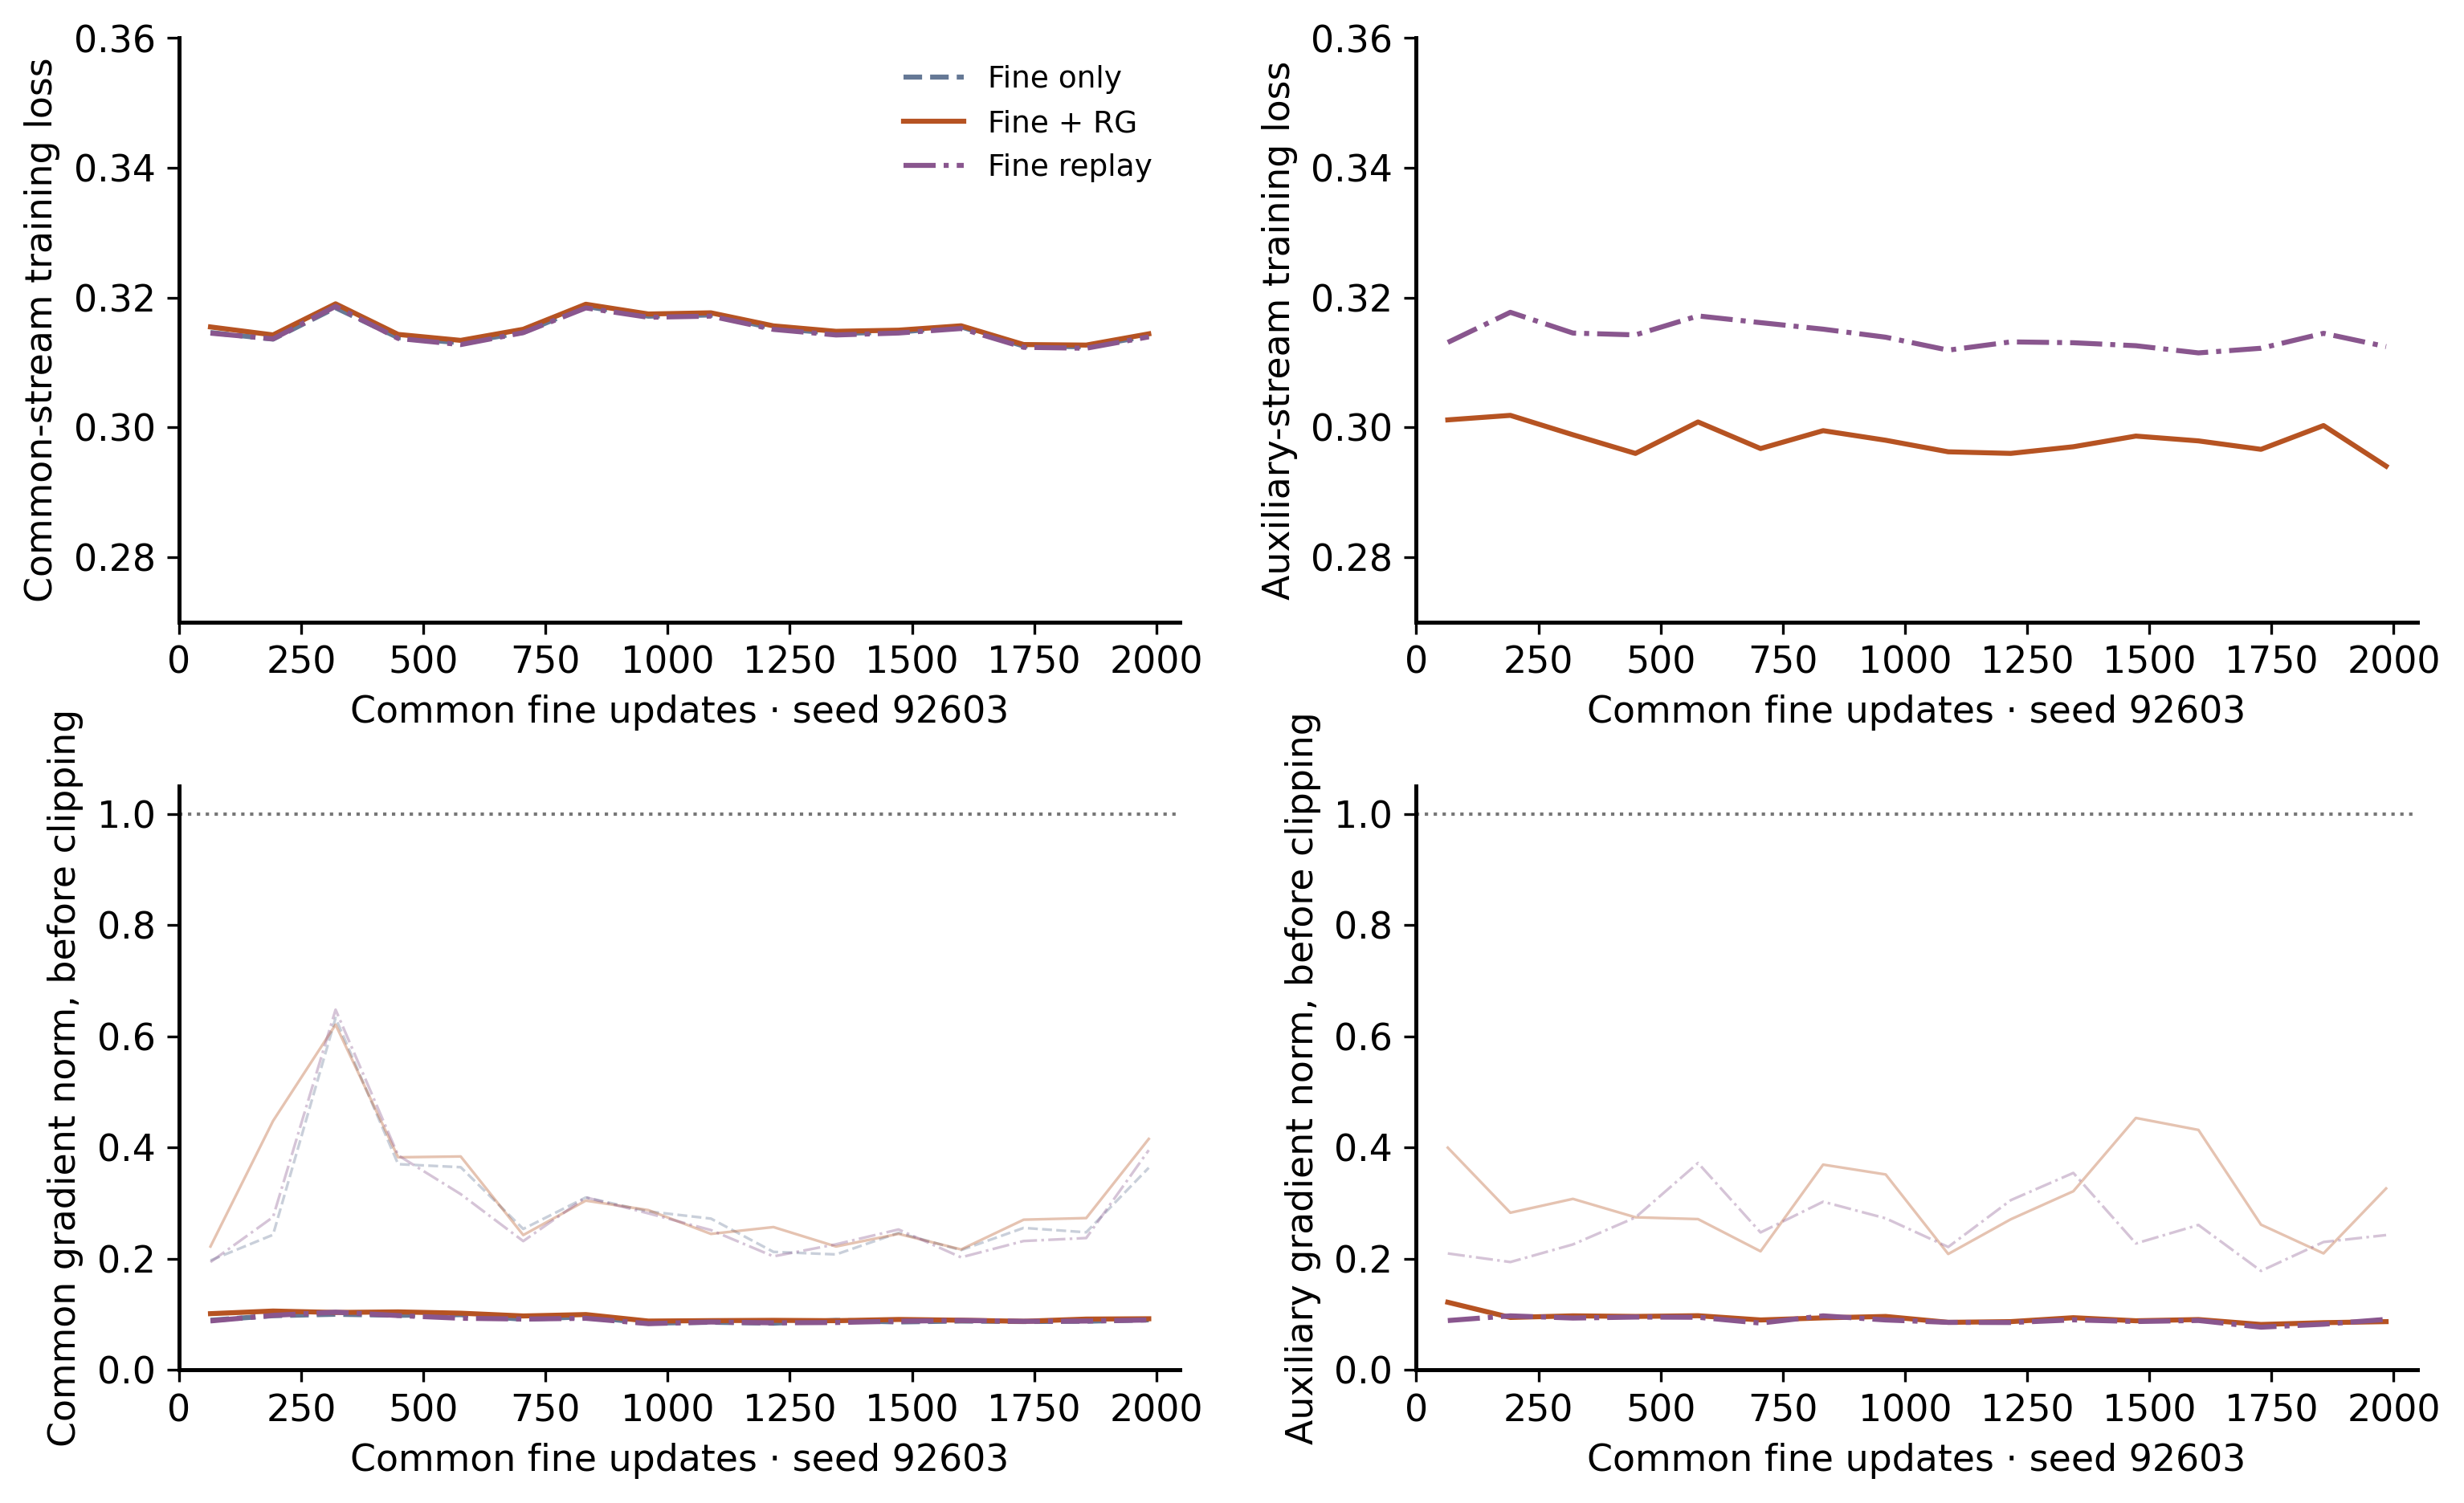 Common-stream training loss
0.36
0.34
0.32
0.30
0.28
Fine only
Fine + RG
Fine replay
0 250 500 750 1000 1250 1500 1750 2000
Common fine updates · seed 92603
Auxiliary-stream training loss
0.36
0.34
0.32
0.30
0.28
0 250 500 750 1000 1250 1500 1750 2000
Common fine updates · seed 92603
Common gradient norm, before clipping
1.0
0.8
0.6
0.4
0.2
0.0
0 250 500 750 1000 1250 1500 1750 2000
Common fine updates · seed 92603
Auxiliary gradient norm, before clipping
1.0
0.8
0.6
0.4
0.2
0.0
0 250 500 750 1000 1250 1500 1750 2000
Common fine updates · seed 92603